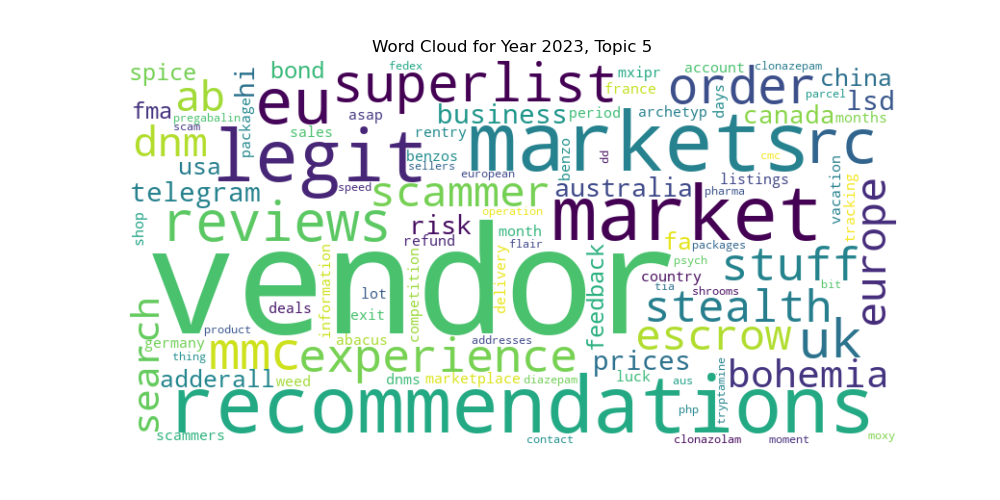 Word Cloud for Year 2023, Topic 5
spice
hi
bond
fedex
superlist
mxipr
france
order
account
clonazepam
china
fma
ab
pregabalin
scam
package
eu
asap
sales
business
period
archetyp
days
canada
parcel
lsd
months
dnm
usa
legit
benzos
rentry
sellers
european
benzo
markets
dd
cmc
rc
telegram
speed
scammer
australia
pharma
listings
vacation
tracking
europe
shop
reviews
risk
refund
operation
month
flair
market
fa
packages
psych
stuff
vendor
information
competition
delivery
feedback
country
tia
shrooms
stealth
bit
search
deals
lot
exit
product
germany
thing
mmc
abacus
addresses
experience
prices
escrow
uk
adderall
weed
dnms
marketplace
diazepam
luck
aus
tryptamine
bohemia
recommendations
php
scammers
contact
clonazolam
moment
moxy